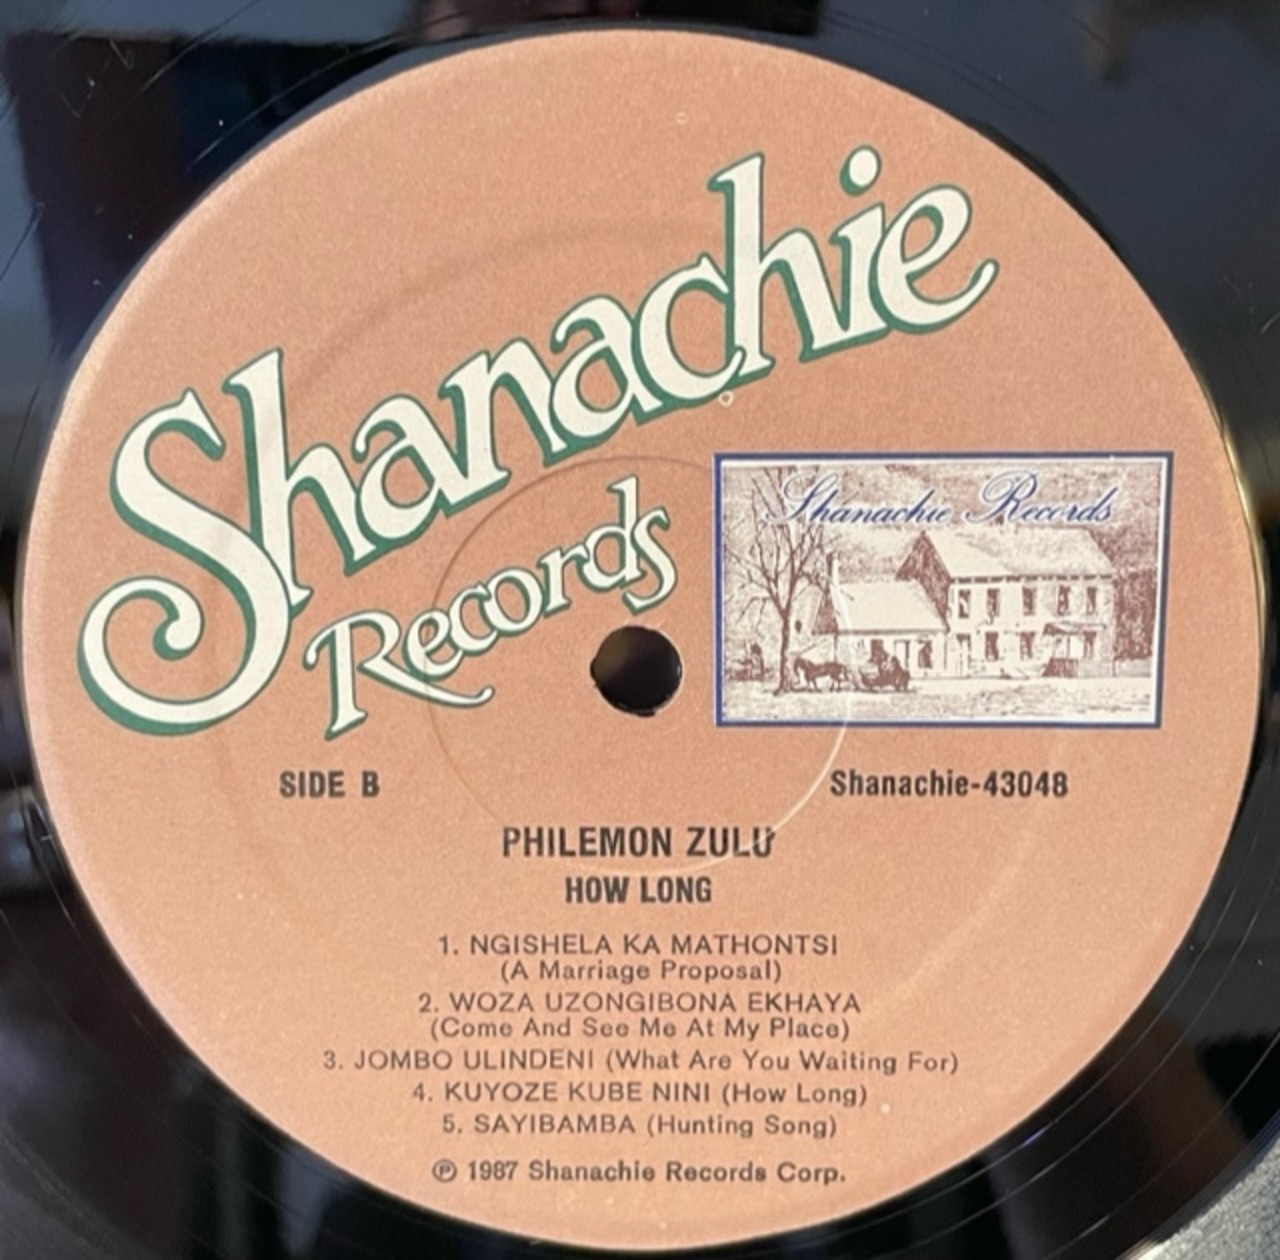 Shanachie
Records
Shanachie Records
SIDE B
Shanachie-43048
PHILEMON ZULU
HOW LONG
1. NGISHELA KA MATHONTSI
(A Marriage Proposal)
2. WOZA UZONGIBONA EKHAYA
(Come And See Me At My Place)
3. JOMBO ULINDENI (What Are You Waiting For)
4. KUYOZE KUBE NINI (How Long)
5. SAYIBAMBA (Hunting Song)
℗ 1987 Shanachie Records Corp.